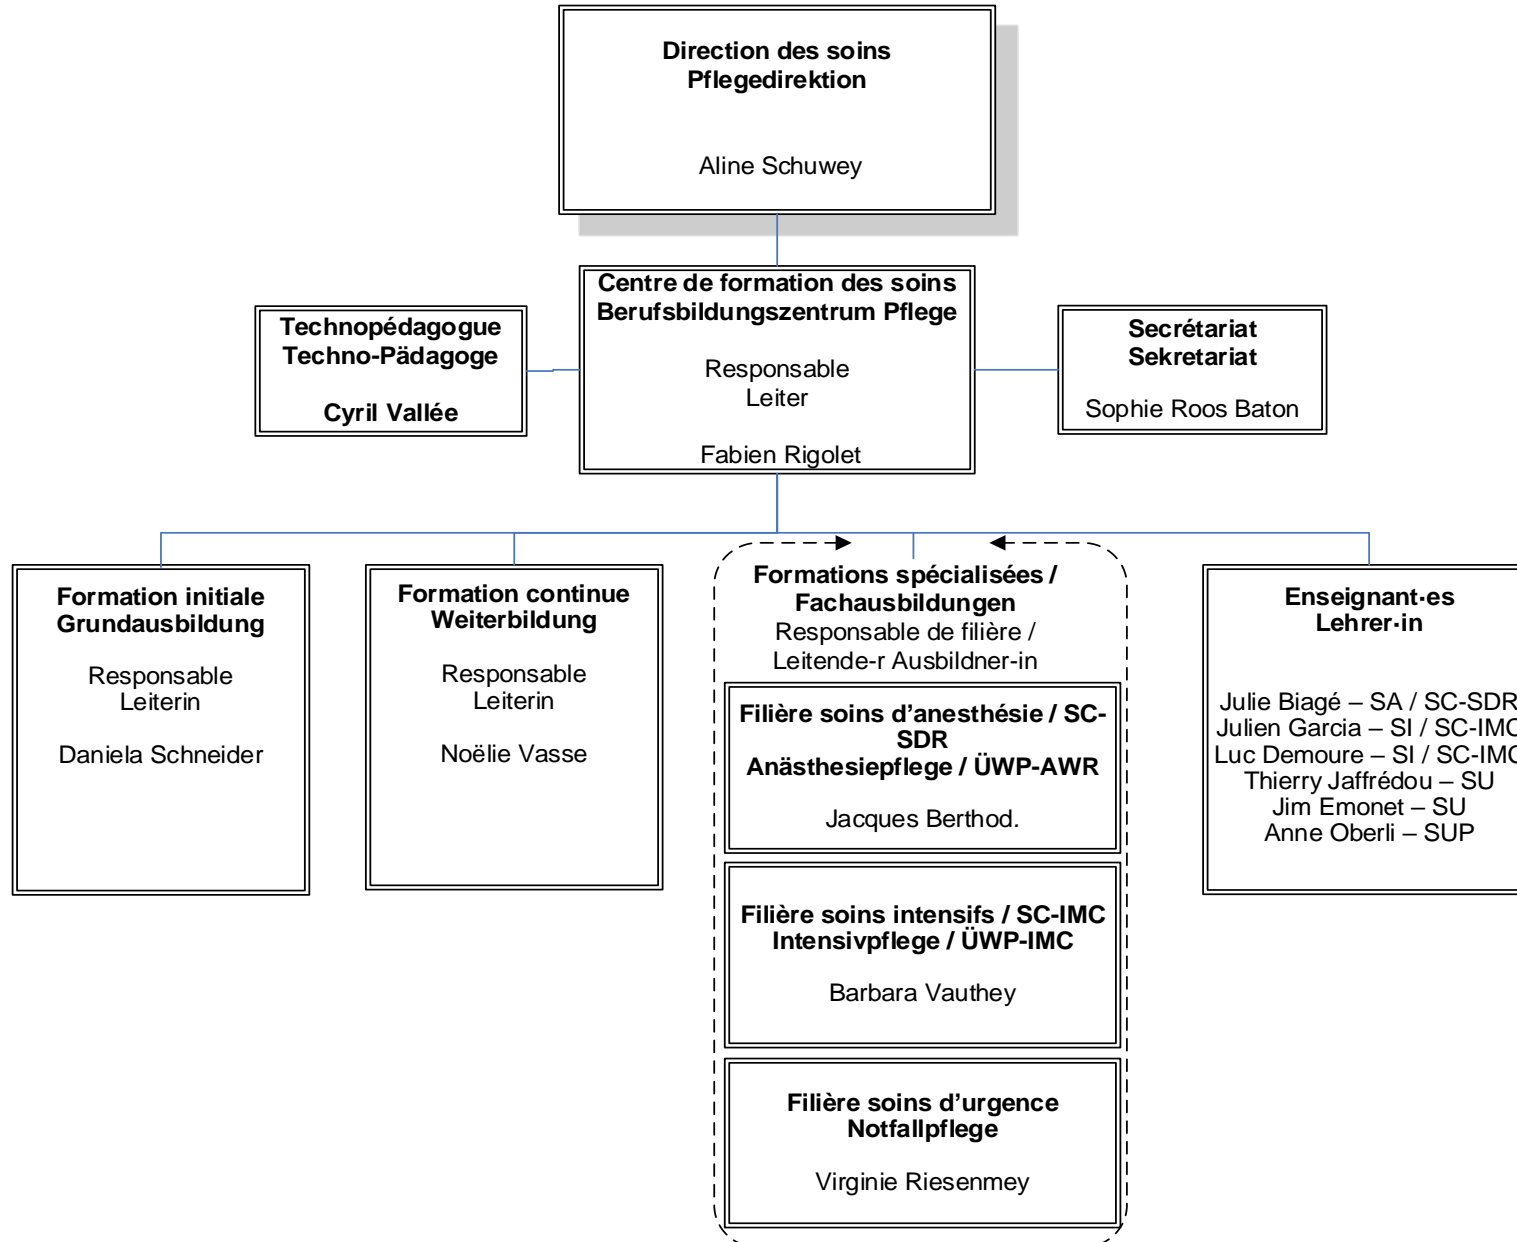 Direction des soins
Pflegedirektion
Aline Schuwey
Centre de formation des soins
Berufsbildungszentrum Pflege
Responsable
Leiter
Fabien Rigolet
Technopédagogue
Techno-Pädagoge
Cyril Vallée
Secrétariat
Sekretariat
Sophie Roos Baton
Formation initiale
Grundausbildung
Responsable
Leiterin
Daniela Schneider
Formation continue
Weiterbildung
Responsable
Leiterin
Noëlie Vasse
Formations spécialisées /
Fachausbildungen
Responsable de filière /
Leitende-r Ausbildner-in
Filière soins d’anesthésie / SC-
SDR
Anästhesiepflege / ÜWP-AWR
Jacques Berthod.
Filière soins intensifs / SC-IMC
Intensivpflege / ÜWP-IMC
Barbara Vauthey
Filière soins d’urgence
Notfallpflege
Virginie Riesenmey
Enseignant·es
Lehrer·in
Julie Biagé – SA / SC-SDR
Julien Garcia – SI / SC-IMC
Luc Demoure – SI / SC-IMC
Thierry Jaffrédou – SU
Jim Emonet – SU
Anne Oberli – SUP